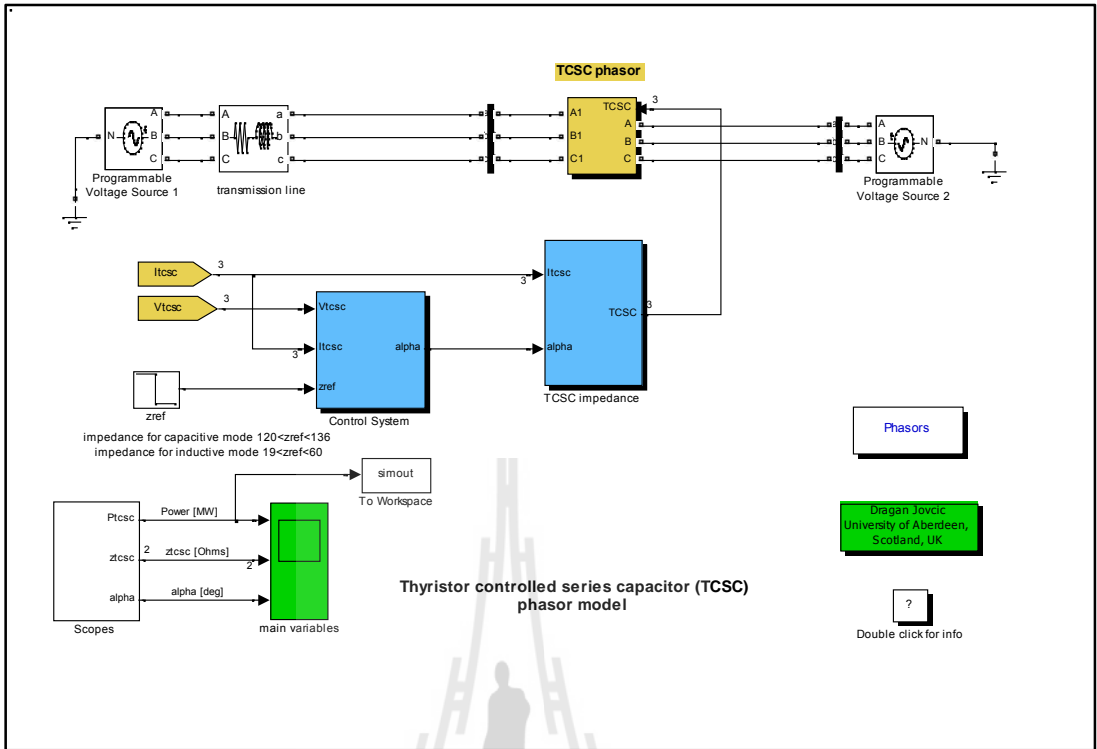 TCSC phasor
TCSC
3
A
A
a
A1
A
A
N
B
B
b
B1
B
B
N
C
C
c
C1
C
C
Programmable
Voltage Source 1
transmission line
Programmable
Voltage Source 2
Itcsc
3
3
Itcsc
Vtcsc
3
Vtcsc
TCSC
3
3
Itcsc
alpha
alpha
zref
zref
Control System
TCSC impedance
impedance for capacitive mode 120<zref<136
impedance for inductive mode 19<zref<60
Phasors
simout
To Workspace
Ptcsc
Power [MW]
ztcsc
2
ztcsc [Ohms]
2
alpha
alpha [deg]
Scopes
main variables
Dragan Jovcic
University of Aberdeen,
Scotland, UK
Thyristor controlled series capacitor (TCSC)
phasor model
?
Double click for info